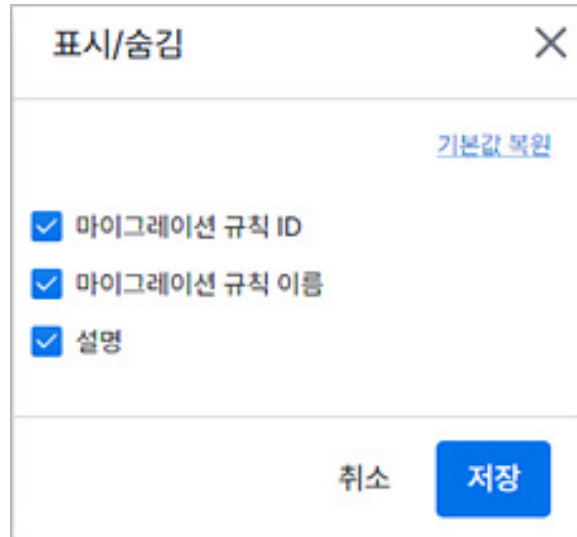 표시/숨김
기본값 복원
마이그레이션 규칙 ID
마이그레이션 규칙 이름
설명
취소 저장